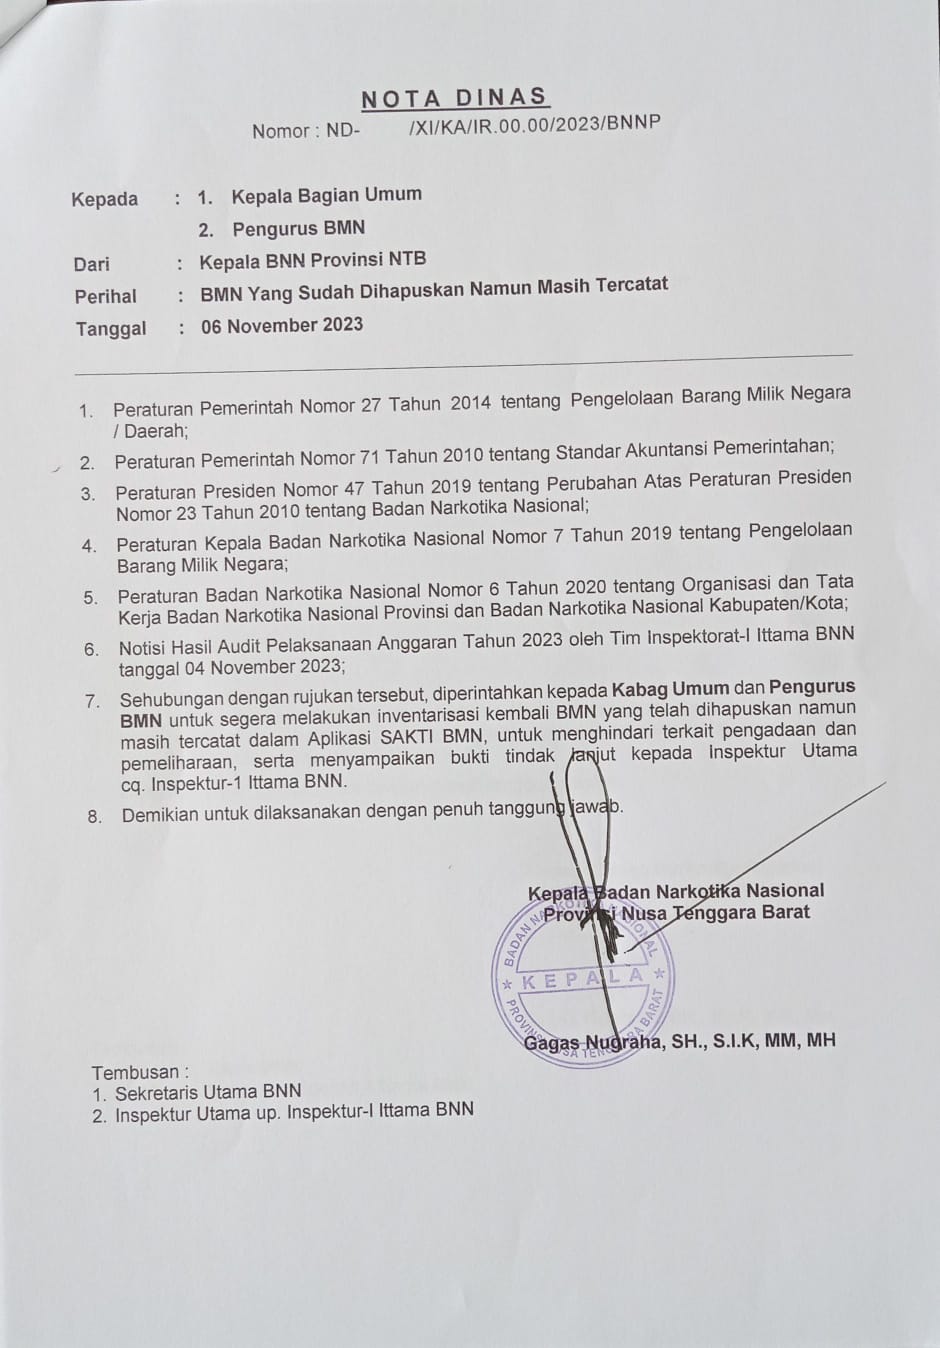 NOTA DINAS
Nomor : ND- /XI/KA/IR.00.00/2023/BNNP
Kepada : 1. Kepala Bagian Umum
2. Pengurus BMN
Dari : Kepala BNN Provinsi NTB
Perihal : BMN Yang Sudah Dihapuskan Namun Masih Tercatat
Tanggal : 06 November 2023
1. Peraturan Pemerintah Nomor 27 Tahun 2014 tentang Pengelolaan Barang Milik Negara
/ Daerah;
2. Peraturan Pemerintah Nomor 71 Tahun 2010 tentang Standar Akuntansi Pemerintahan;
3. Peraturan Presiden Nomor 47 Tahun 2019 tentang Perubahan Atas Peraturan Presiden
Nomor 23 Tahun 2010 tentang Badan Narkotika Nasional;
4. Peraturan Kepala Badan Narkotika Nasional Nomor 7 Tahun 2019 tentang Pengelolaan
Barang Milik Negara;
5. Peraturan Badan Narkotika Nasional Nomor 6 Tahun 2020 tentang Organisasi dan Tata
Kerja Badan Narkotika Nasional Provinsi dan Badan Narkotika Nasional Kabupaten/Kota;
6. Notisi Hasil Audit Pelaksanaan Anggaran Tahun 2023 oleh Tim Inspektorat-I Ittama BNN
tanggal 04 November 2023;
7. Sehubungan dengan rujukan tersebut, diperintahkan kepada Kabag Umum dan Pengurus
BMN untuk segera melakukan inventarisasi kembali BMN yang telah dihapuskan namun
masih tercatat dalam Aplikasi SAKTI BMN, untuk menghindari terkait pengadaan dan
pemeliharaan, serta menyampaikan bukti tindak lanjut kepada Inspektur Utama
cq. Inspektur-1 Ittama BNN.
8. Demikian untuk dilaksanakan dengan penuh tanggung jawab.
Kepala Badan Narkotika Nasional
Provinsi Nusa Tenggara Barat
BADAN NARKOTIKA NASIONAL
KEPALA
PROVINSI NUSA TENGGARA BARAT
Gagas Nugraha, SH., S.I.K, MM, MH
Tembusan :
1. Sekretaris Utama BNN
2. Inspektur Utama up. Inspektur-I Ittama BNN